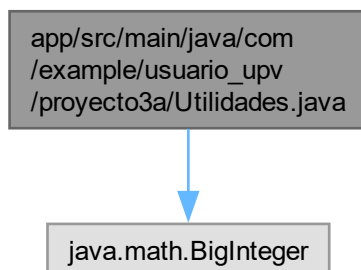 app/src/main/java/com
/example/usuario_upv
/proyecto3a/Utilidades.java
java.math.BigInteger